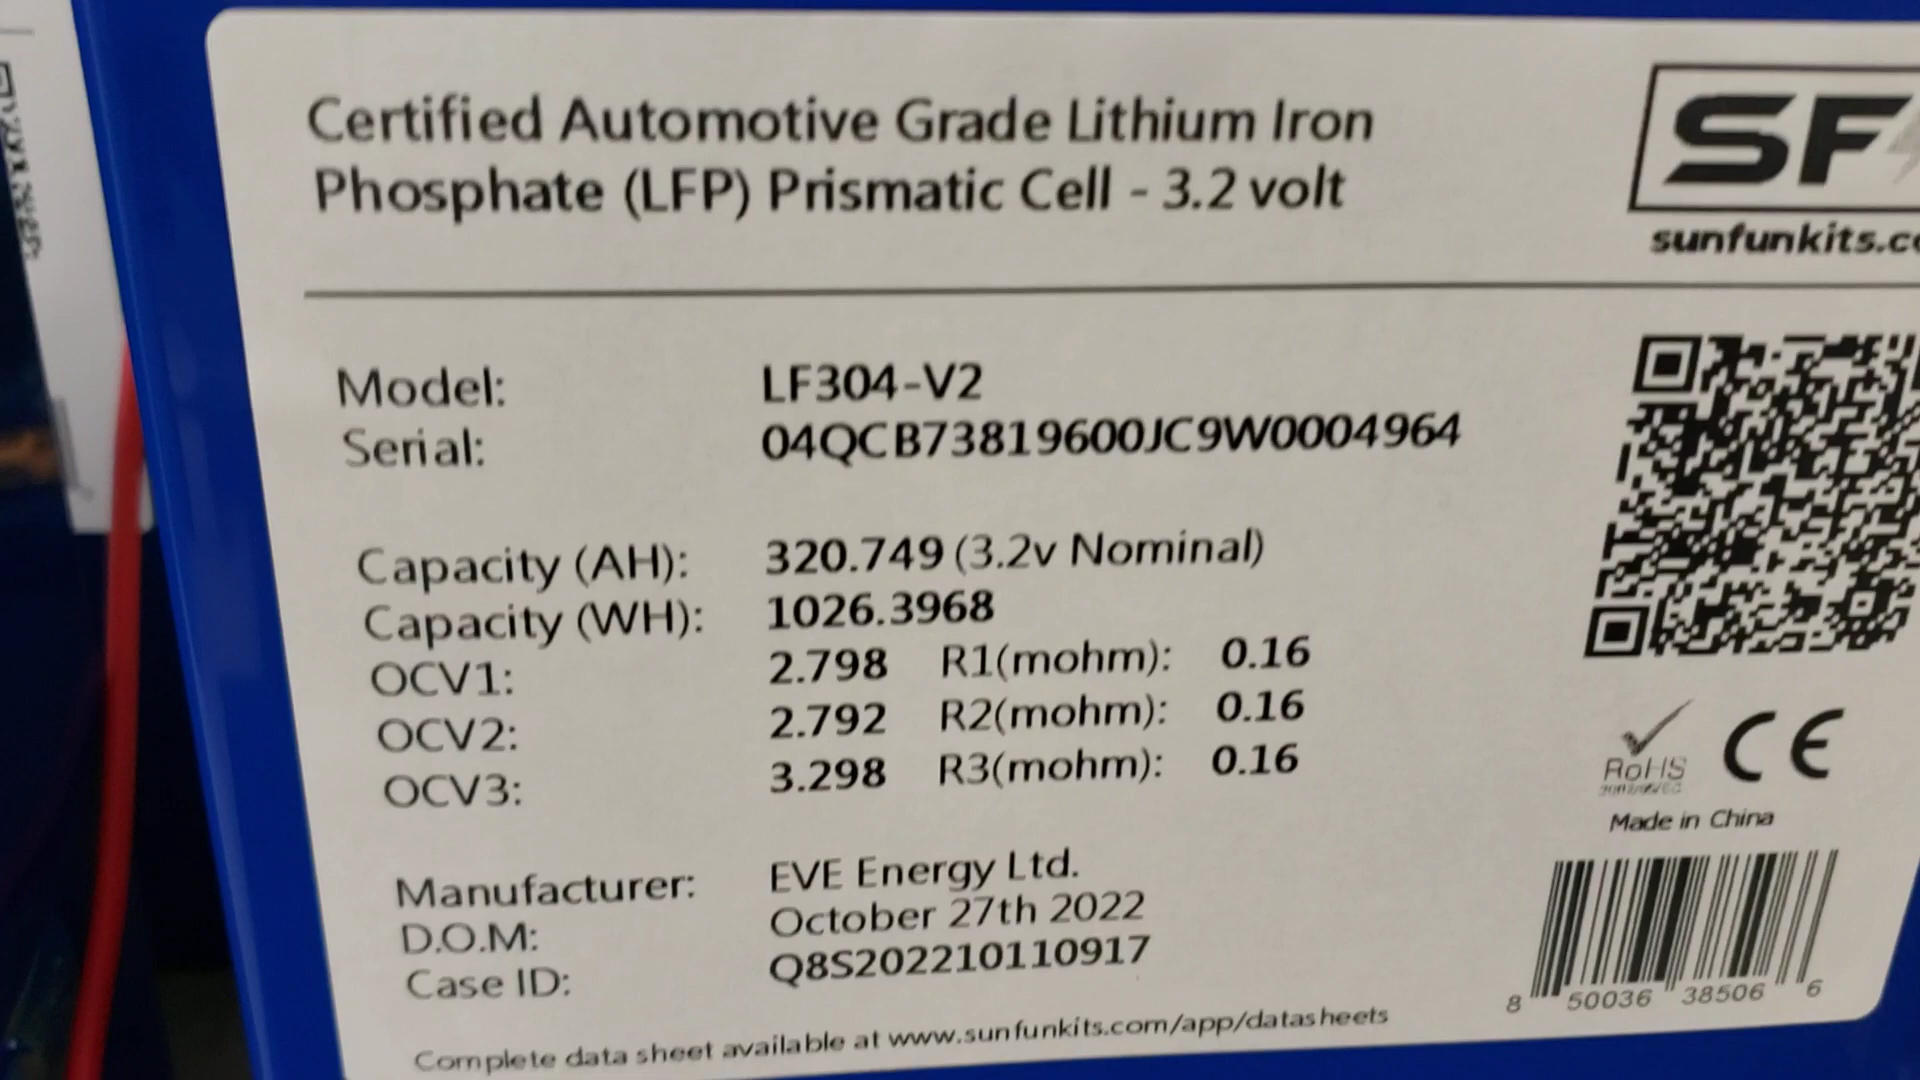 Certified Automotive Grade Lithium Iron
Phosphate (LFP) Prismatic Cell - 3.2 volt
SF
sunfunkits.co
Model: LF304-V2
Serial: 04QCB73819600JC9W0004964
Capacity (AH): 320.749 (3.2v Nominal)
Capacity (WH): 1026.3968
OCV1: 2.798 R1(mohm): 0.16
OCV2: 2.792 R2(mohm): 0.16
OCV3: 3.298 R3(mohm): 0.16
RoHS
CE
Made in China
Manufacturer: EVE Energy Ltd.
D.O.M: October 27th 2022
Case ID: Q8S202210110917
8 50036 38506 6
Complete data sheet available at www.sunfunkits.com/app/datasheets